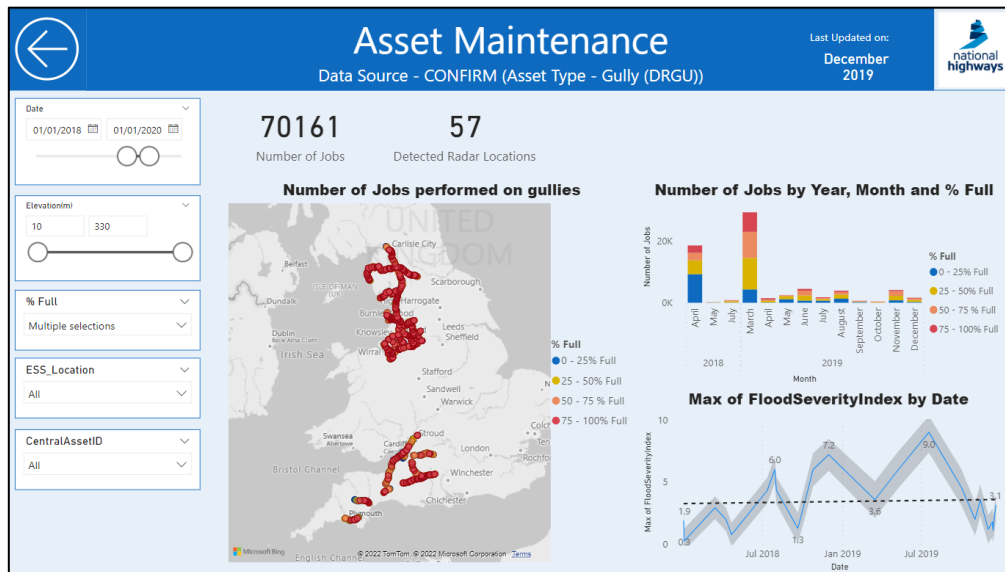 Asset Maintenance
Data Source - CONFIRM (Asset Type - Gully (DRGU))
Last Updated on:
December
2019
national
highways
Date
01/01/2018
01/01/2020
Elevation(m)
10
330
% Full
Multiple selections
ESS_Location
All
CentralAssetID
All
70161
Number of Jobs
57
Detected Radar Locations
Number of Jobs performed on gullies
UNITED
KINGDOM
Carlisle City
Belfast
ISLE OF MAN
(UK)
Scarborough
Dundalk
Harrogate
Leeds
Dublin
Sheffield
Irish Sea
Wirral
Stafford
Sandwell
Warwick
Swansea
Abertawe
Stroud
London
Bristol Channel
Winchester
Chichester
Plymouth
English Channel
Microsoft Bing
© 2022 TomTom, © 2022 Microsoft Corporation Terms
% Full
0 - 25% Full
25 - 50% Full
50 - 75 % Full
75 - 100% Full
Number of Jobs by Year, Month and % Full
Number of Jobs
20K
0K
April
May
July
March
April
May
June
July
August
September
October
November
December
2018
2019
Month
% Full
0 - 25% Full
25 - 50% Full
50 - 75 % Full
75 - 100% Full
Max of FloodSeverityIndex by Date
Max of FloodSeverityIndex
10
5
0
1.9
0.3
6.0
1.3
7.2
3.6
9.0
3.1
Jul 2018
Jan 2019
Jul 2019
Date